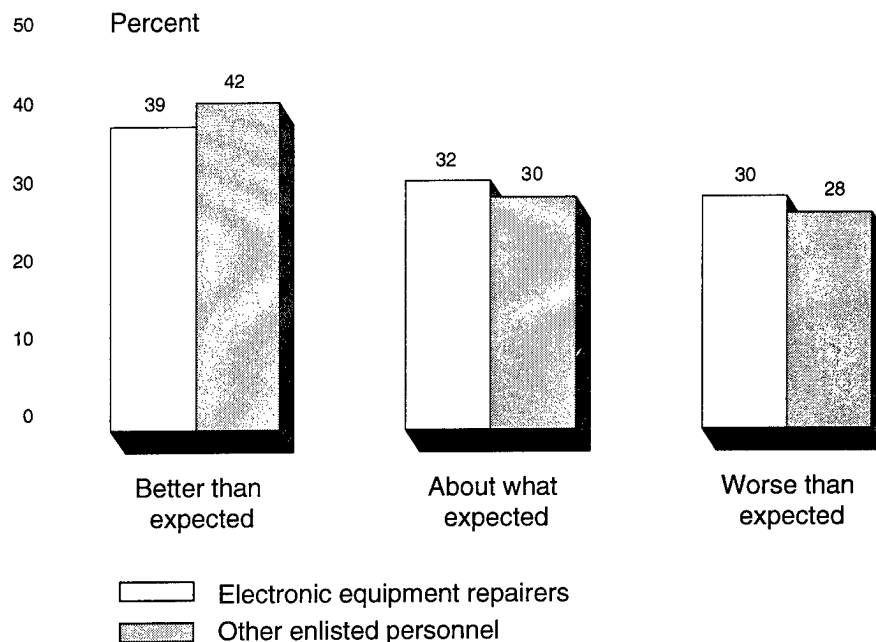 50
Percent
40
30
20
10
0
39
42
32
30
30
28
Better than
expected
About what
expected
Worse than
expected
Electronic equipment repairers
Other enlisted personnel